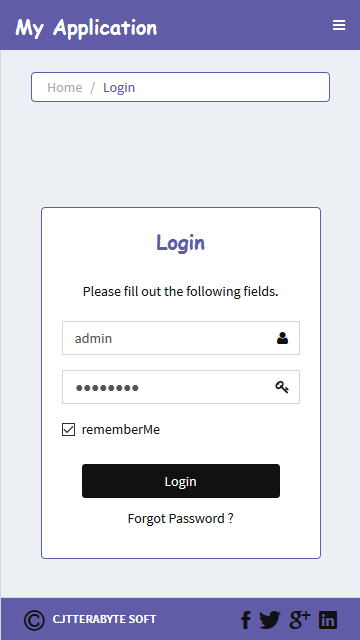 My Application
Home / Login
Login
Please fill out the following fields.
admin
••••••••
rememberMe
Login
Forgot Password ?
© CJTTERABYTE SOFT